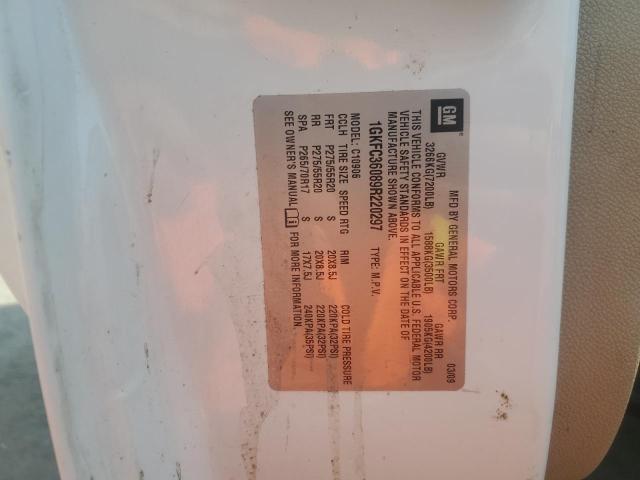 GM MFD BY GENERAL MOTORS CORP. 03/09
GVWR GAWR FRT GAWR RR
3266KG(7200LB) 1588KG(3500LB) 1905KG(4200LB)
THIS VEHICLE CONFORMS TO ALL APPLICABLE U.S. FEDERAL MOTOR
VEHICLE SAFETY STANDARDS IN EFFECT ON THE DATE OF
MANUFACTURE SHOWN ABOVE.
1GKFC36089R220297 TYPE: M.P.V.
MODEL: C10906
CCLH TIRE SIZE SPEED RTG RIM COLD TIRE PRESSURE
FRT P275/55R20 S 20X8.5J 220KPA(32PSI)
RR P275/55R20 S 20X8.5J 220KPA(32PSI)
SPA P265/70R17 S 17X7.5J 240KPA(35PSI)
SEE OWNER'S MANUAL FOR MORE INFORMATION.